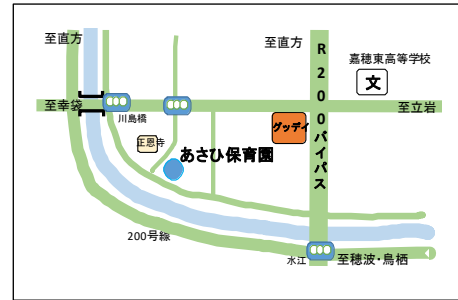 至直方
至直方
R200バイパス
嘉穂東高等学校
文
至幸袋
川島橋
グッデイ
至立岩
正恩寺
あさひ保育園
200号線
水江
至穂波・鳥栖